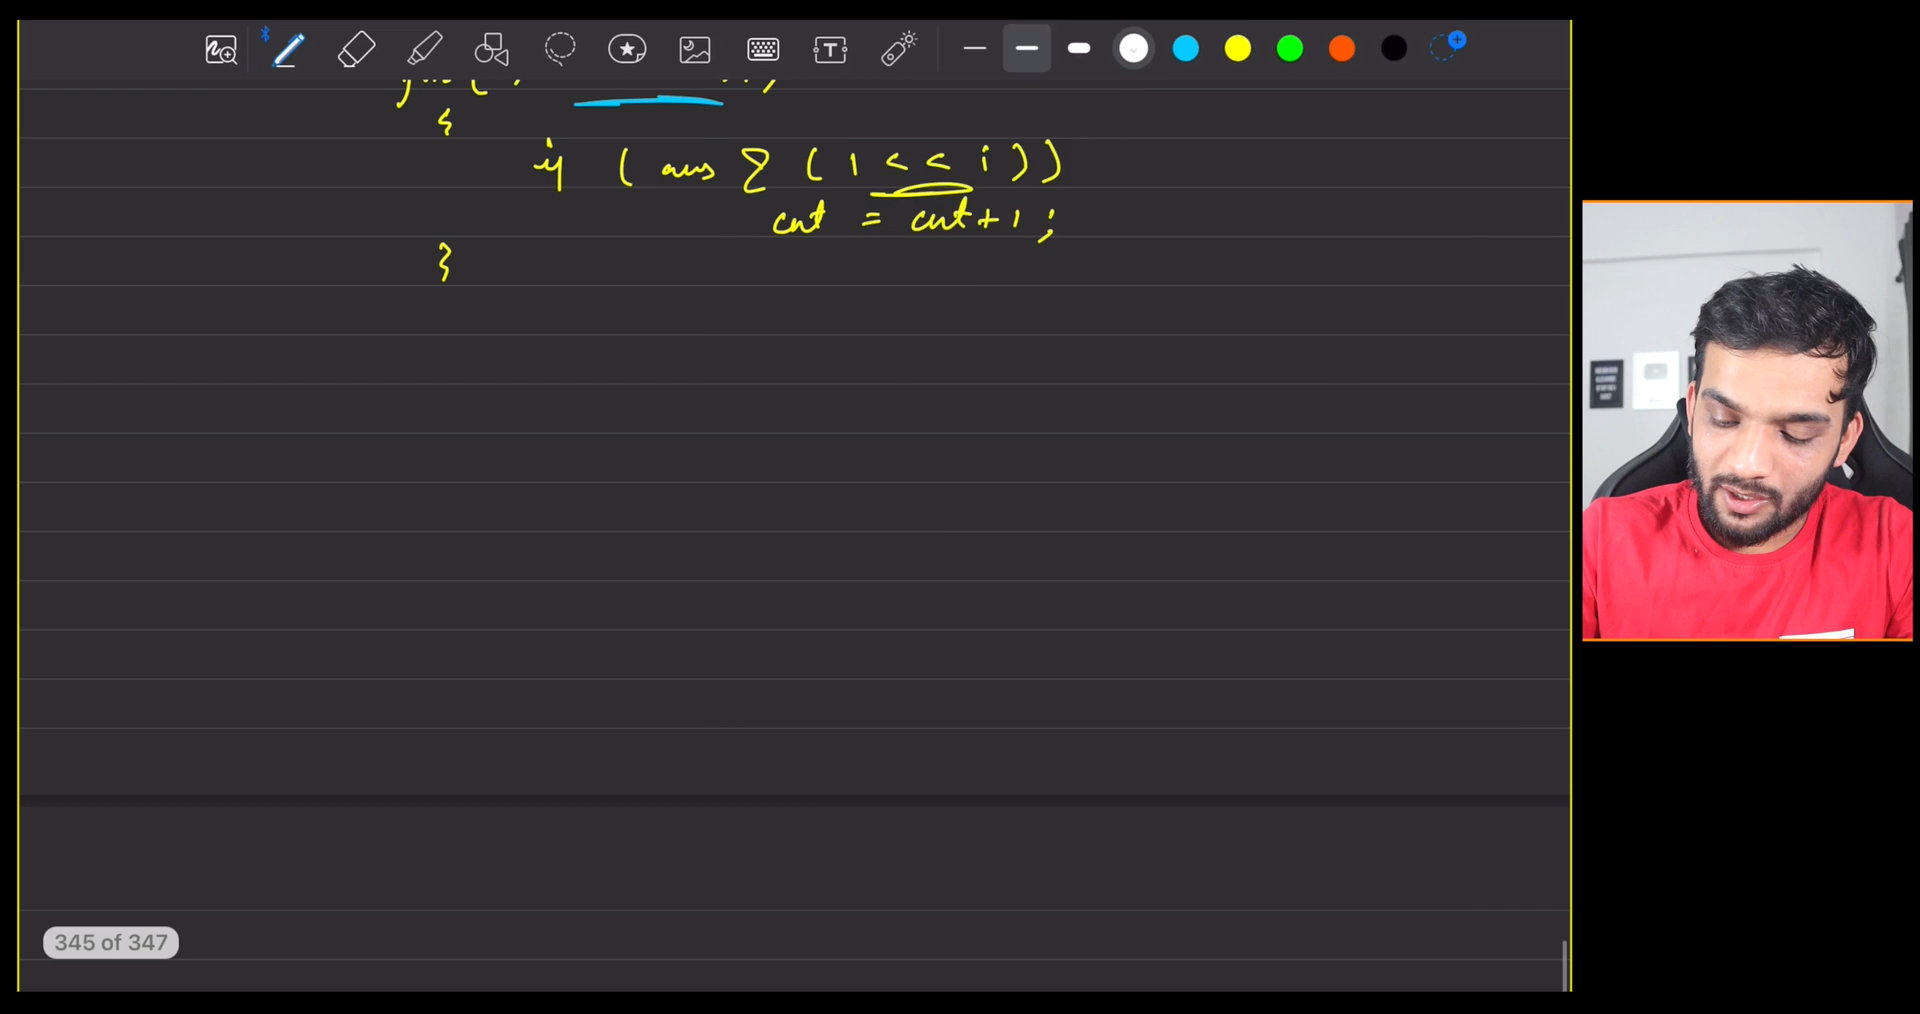 {
if ( ans & ( 1 << i ))
cnt = cnt + 1 ;
}
345 of 347